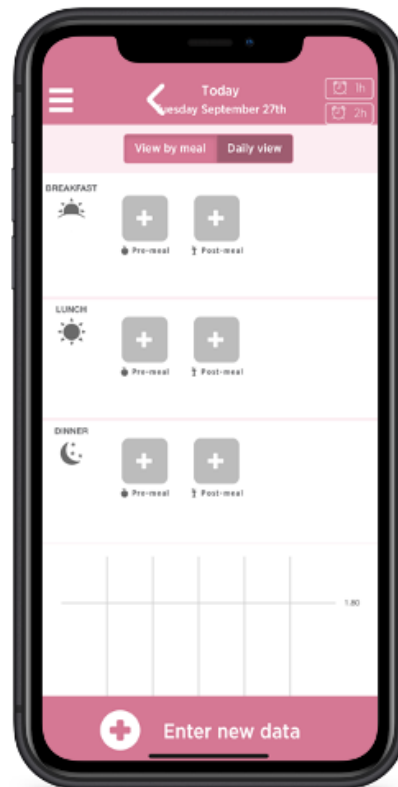 Today
Tuesday September 27th
1h
2h
View by meal Daily view
BREAKFAST
Pre-meal Post-meal
LUNCH
Pre-meal Post-meal
DINNER
Pre-meal Post-meal
1.80
Enter new data